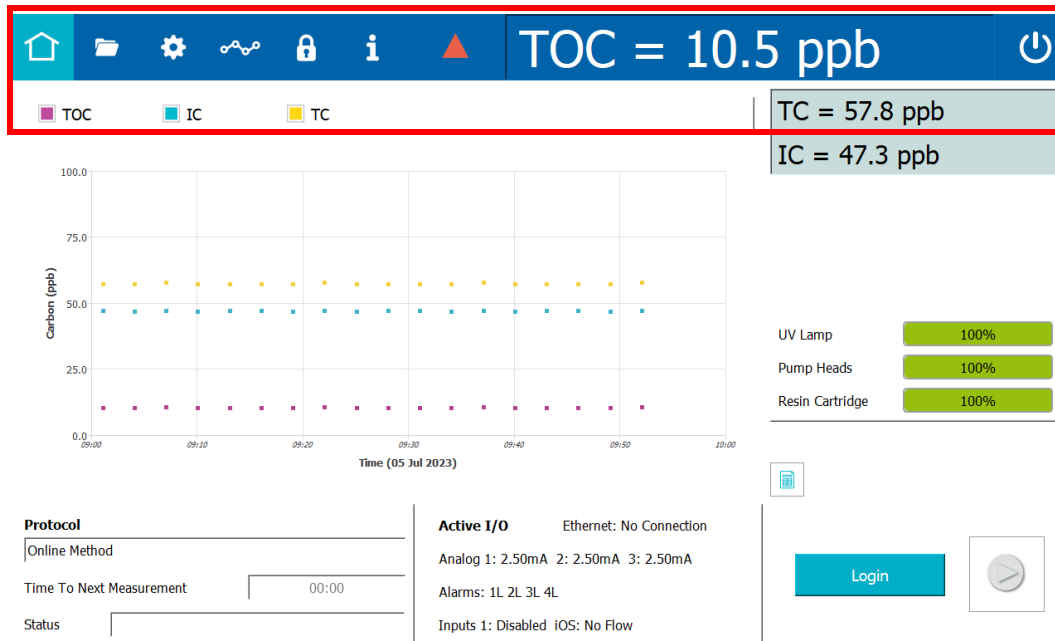 TOC = 10.5 ppb
TOC IC TC
TC = 57.8 ppb
IC = 47.3 ppb
100.0
75.0
50.0
25.0
0.0
Carbon (ppb)
09:00 09:10 09:20 09:30 09:40 09:50 10:00
Time (05 Jul 2023)
UV Lamp 100%
Pump Heads 100%
Resin Cartridge 100%
Protocol
Online Method
Time To Next Measurement 00:00
Status
Active I/O Ethernet: No Connection
Analog 1: 2.50mA 2: 2.50mA 3: 2.50mA
Alarms: 1L 2L 3L 4L
Inputs 1: Disabled iOS: No Flow
Login